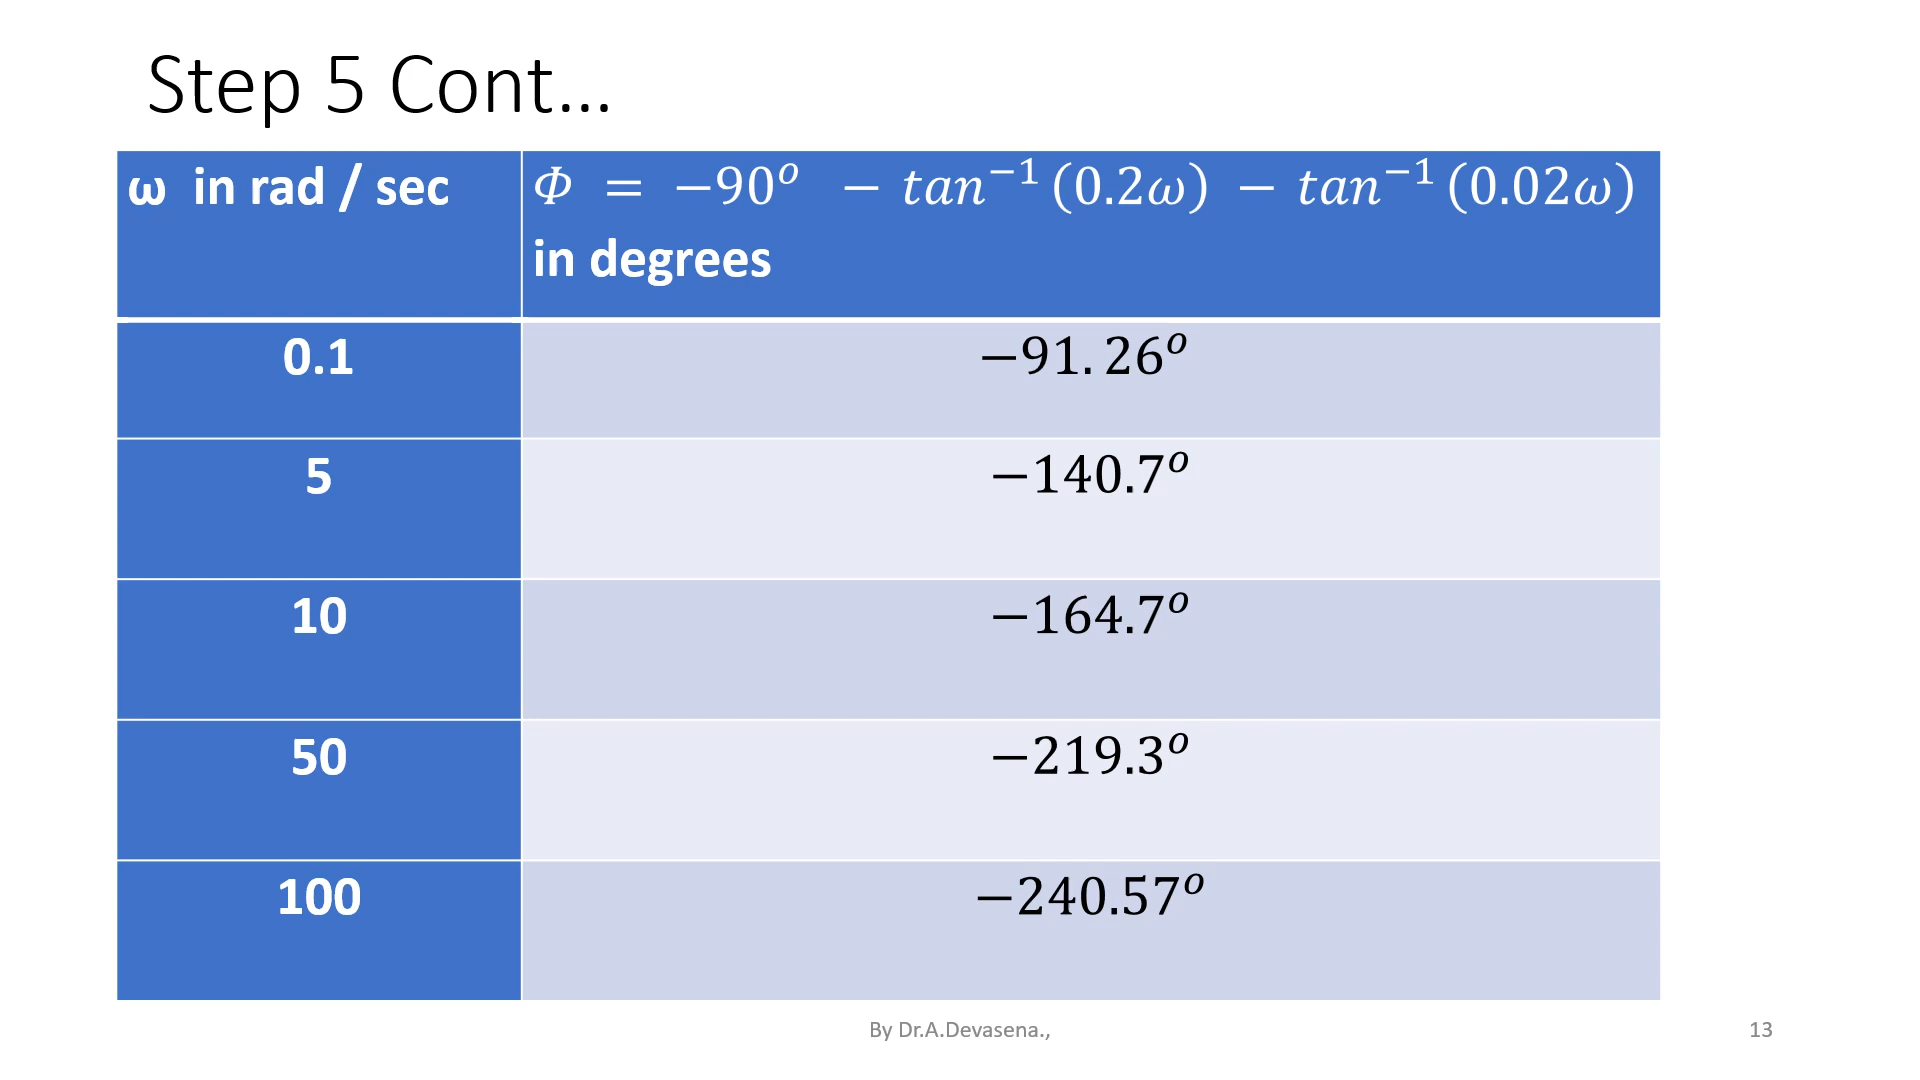 Step 5 Cont…
ω in rad / sec
Φ = −90° − tan⁻¹(0.2ω) − tan⁻¹(0.02ω)
in degrees
0.1
−91.26°
5
−140.7°
10
−164.7°
50
−219.3°
100
−240.57°
By Dr.A.Devasena.,
13